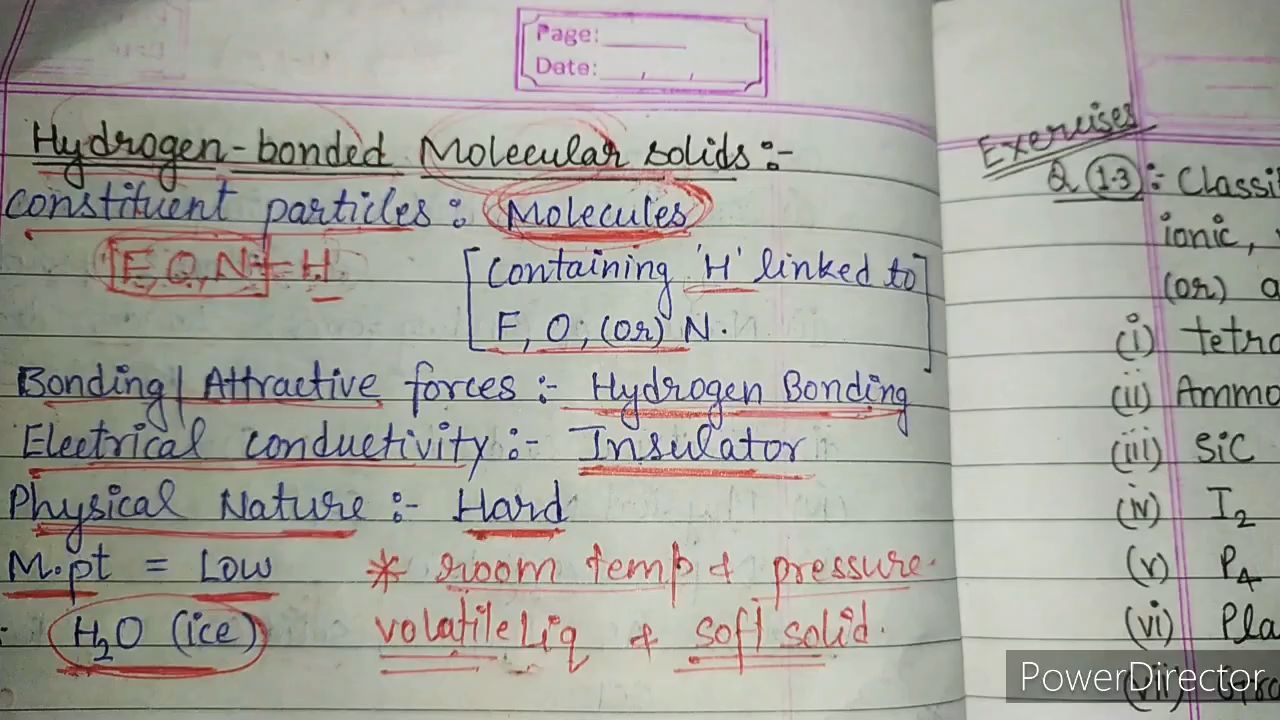 Page:
Date: , ,
Hydrogen-bonded Molecular solids :-
constituent particles : Molecules
F, O, N - H
[Containing 'H' linked to
F, O, (or) N.]
Bonding/Attractive forces :- Hydrogen Bonding
Electrical conductivity :- Insulator
Physical Nature :- Hard
M.pt = Low
* room temp & pressure.
H₂O (ice)
volatile Liq & soft solid.
Exercises
Q 1.3 : Classi
ionic,
(or)
(i) tetra
(ii) Ammo
(iii) SiC
(iv) I₂
(v) P₄
(vi) Pla
(vii)
PowerDirector